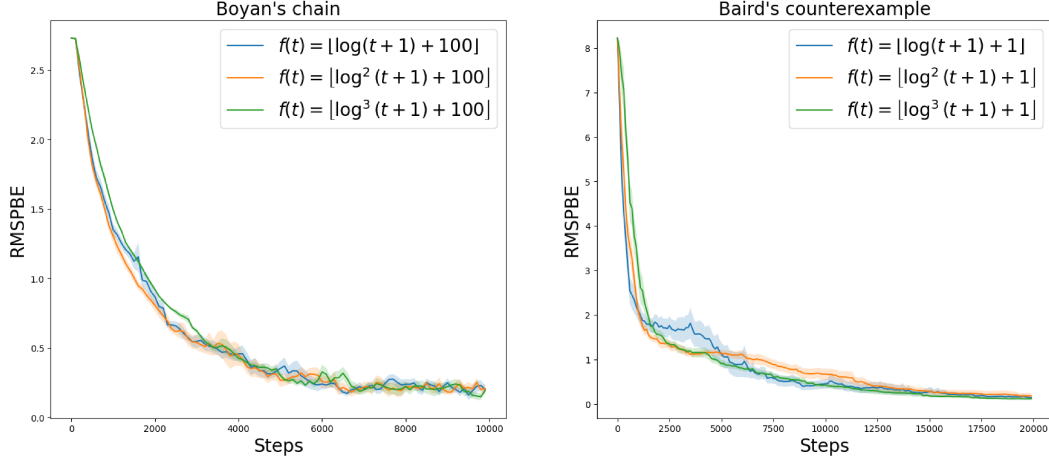 Boyan's chain
f(t) = ⌊log(t + 1) + 100⌋
f(t) = ⌊log² (t + 1) + 100⌋
f(t) = ⌊log³ (t + 1) + 100⌋
RMSPBE
2.5
2.0
1.5
1.0
0.5
0.0
0
2000
4000
6000
8000
10000
Steps
Baird's counterexample
f(t) = ⌊log(t + 1) + 1⌋
f(t) = ⌊log² (t + 1) + 1⌋
f(t) = ⌊log³ (t + 1) + 1⌋
RMSPBE
8
7
6
5
4
3
2
1
0
0
2500
5000
7500
10000
12500
15000
17500
20000
Steps